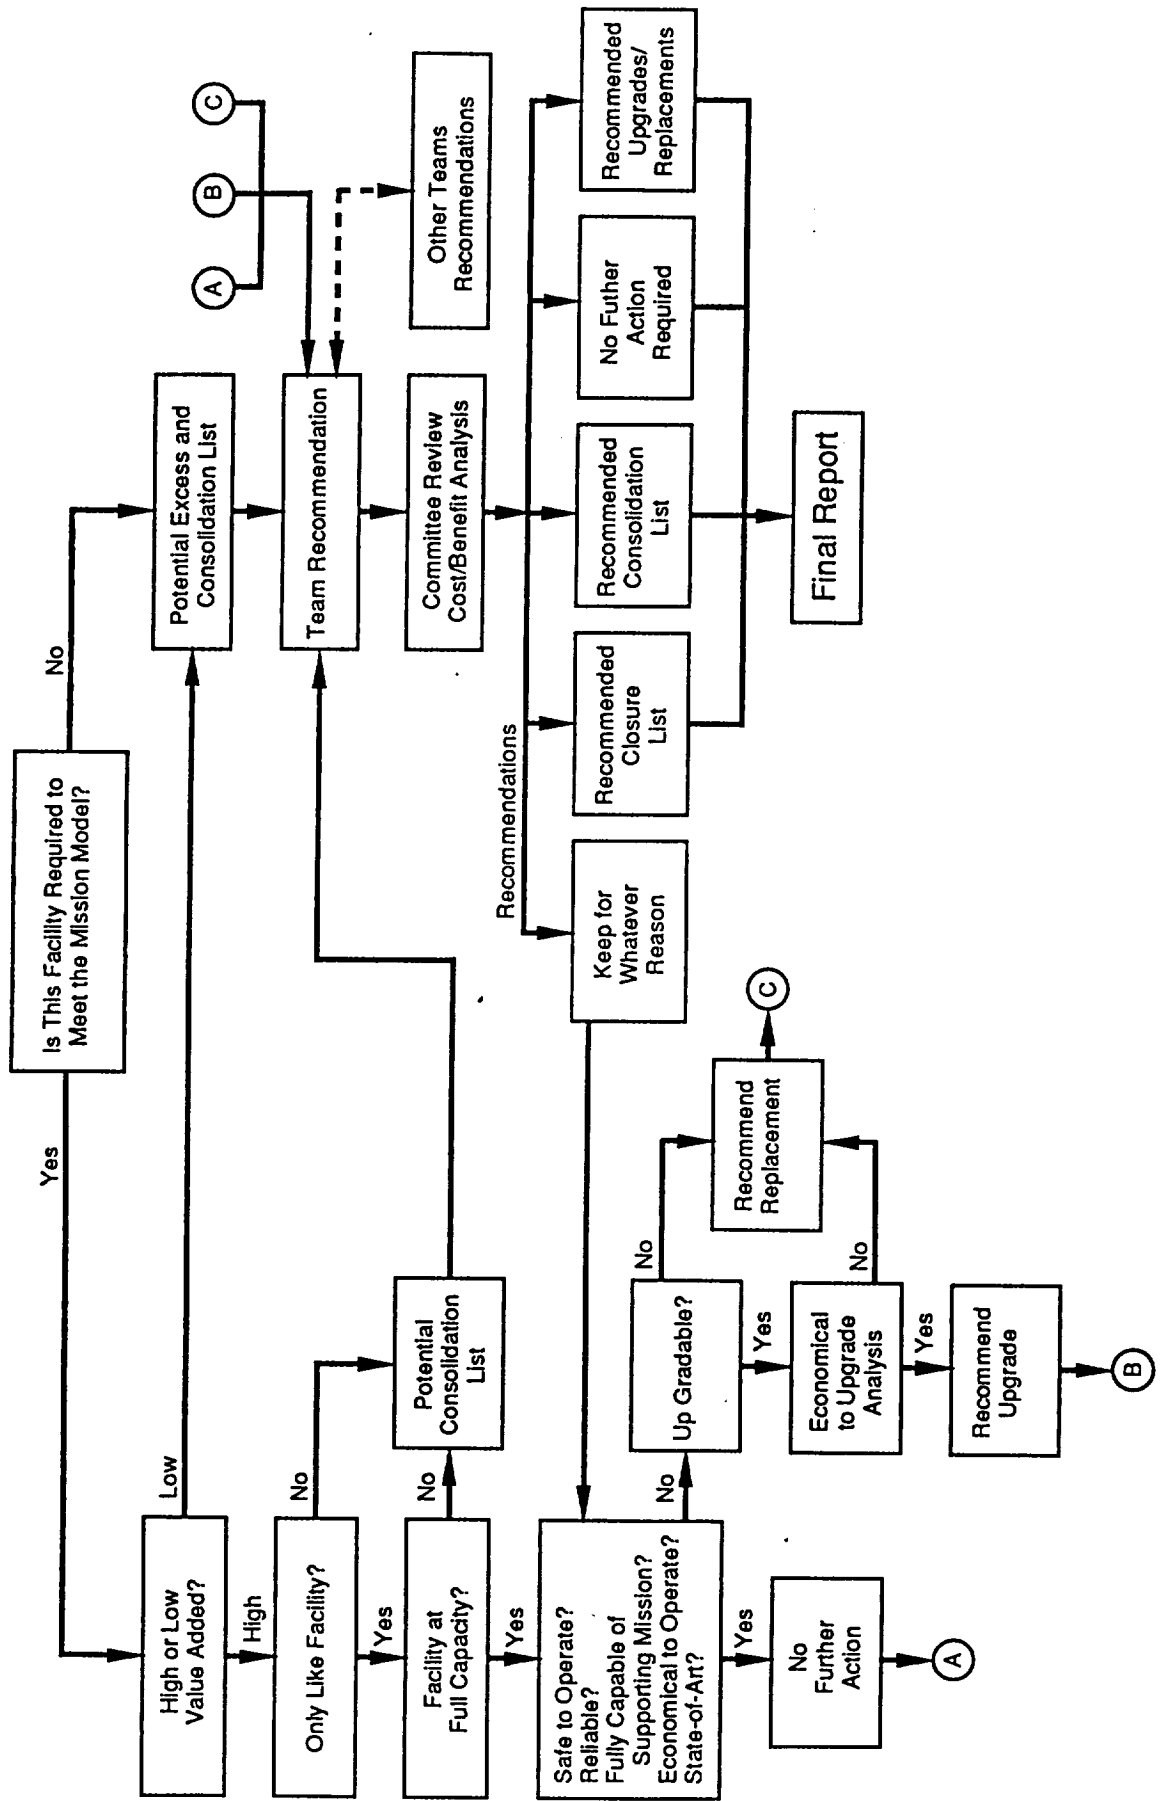 Is This Facility Required to
Meet the Mission Model?
Yes
No
High or Low
Value Added?
Low
High
Potential Excess and
Consolidation List
A
B
C
Only Like Facility?
No
Yes
Team Recommendation
Facility at
Full Capacity?
No
Yes
Potential
Consolidation
List
Committee Review
Cost/Benefit Analysis
Other Teams
Recommendations
Recommendations
Safe to Operate?
Reliable?
Fully Capable of
Supporting Mission?
Economical to Operate?
State-of-Art?
No
Yes
Keep for
Whatever
Reason
Recommended
Closure
List
Recommended
Consolidation
List
No Futher
Action
Required
Recommended
Upgrades/
Replacements
Up Gradable?
No
Yes
Recommend
Replacement
C
No
Further
Action
A
Economical
to Upgrade
Analysis
No
Yes
Final Report
Recommend
Upgrade
B